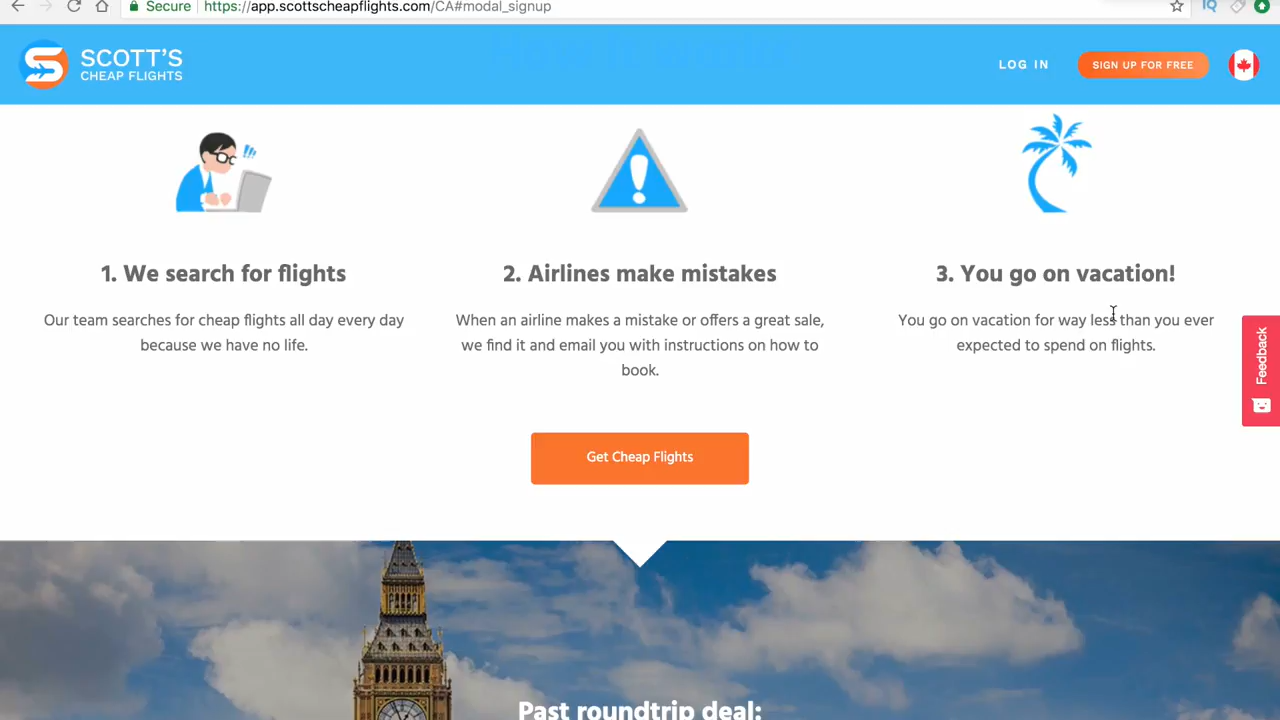 Secure https://app.scottscheapflights.com/CA#modal_signup
IQ
SCOTT'S
CHEAP FLIGHTS
LOG IN
SIGN UP FOR FREE
1. We search for flights
Our team searches for cheap flights all day every day
because we have no life.
2. Airlines make mistakes
When an airline makes a mistake or offers a great sale,
we find it and email you with instructions on how to
book.
3. You go on vacation!
You go on vacation for way less than you ever
expected to spend on flights.
Feedback
Get Cheap Flights
Past roundtrip deal: